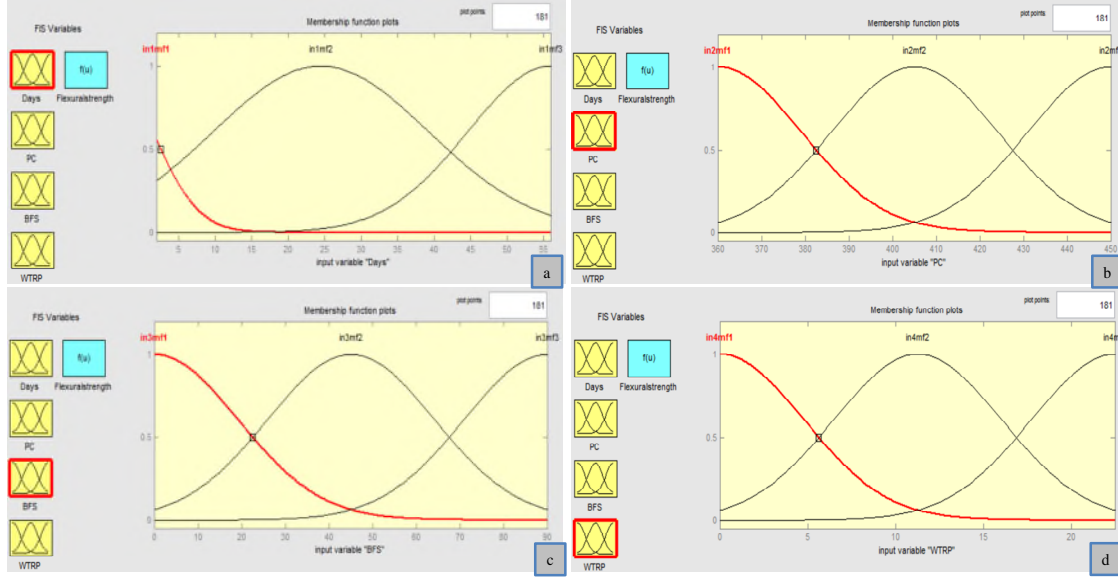 plot points
181
FIS Variables
Membership function plots
in1mf1
in1mf2
in1mf3
f(u)
Days
Flexuralstrength
PC
BFS
WTRP
1
0.5
0
5
10
15
20
25
30
35
40
45
50
55
input variable "Days"
a
plot points
181
FIS Variables
Membership function plots
in2mf1
in2mf2
in2mf
f(u)
Days
Flexuralstrength
PC
BFS
WTRP
1
0.5
0
360
370
380
390
400
410
420
430
440
450
input variable "PC"
b
plot points
181
FIS Variables
Membership function plots
in3mf1
in3mf2
in3mf3
f(u)
Days
Flexuralstrength
PC
BFS
WTRP
1
0.5
0
0
10
20
30
40
50
60
70
80
90
input variable "BFS"
c
plot points
181
FIS Variables
Membership function plots
in4mf1
in4mf2
in4m
f(u)
Days
Flexuralstrength
PC
BFS
WTRP
1
0.5
0
0
5
10
15
20
input variable "WTRP"
d